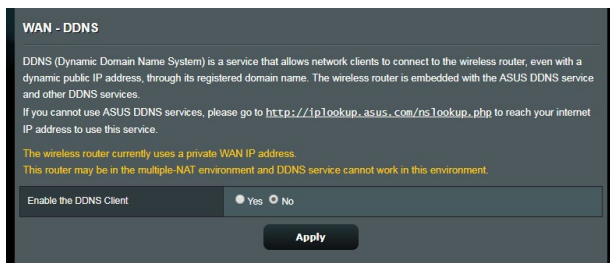 WAN - DDNS
DDNS (Dynamic Domain Name System) is a service that allows network clients to connect to the wireless router, even with a
dynamic public IP address, through its registered domain name. The wireless router is embedded with the ASUS DDNS service
and other DDNS services.
If you cannot use ASUS DDNS services, please go to http://iplookup.asus.com/nslookup.php to reach your internet
IP address to use this service.
The wireless router currently uses a private WAN IP address.
This router may be in the multiple-NAT environment and DDNS service cannot work in this environment.
Enable the DDNS Client Yes No
Apply